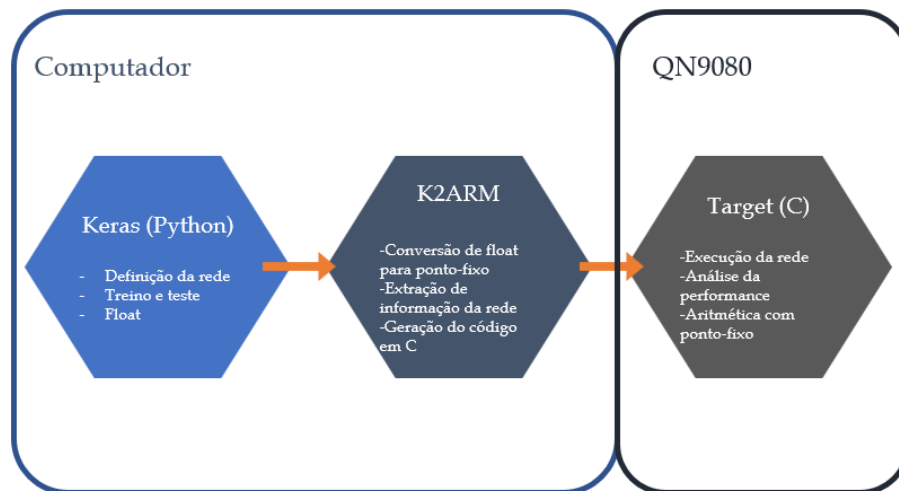 Computador
QN9080
Keras (Python)
- Definição da rede
- Treino e teste
- Float
K2ARM
-Conversão de float
para ponto-fixo
-Extração de
informação da rede
-Geração do código
em C
Target (C)
-Execução da rede
-Análise da
performance
-Aritmética com
ponto-fixo